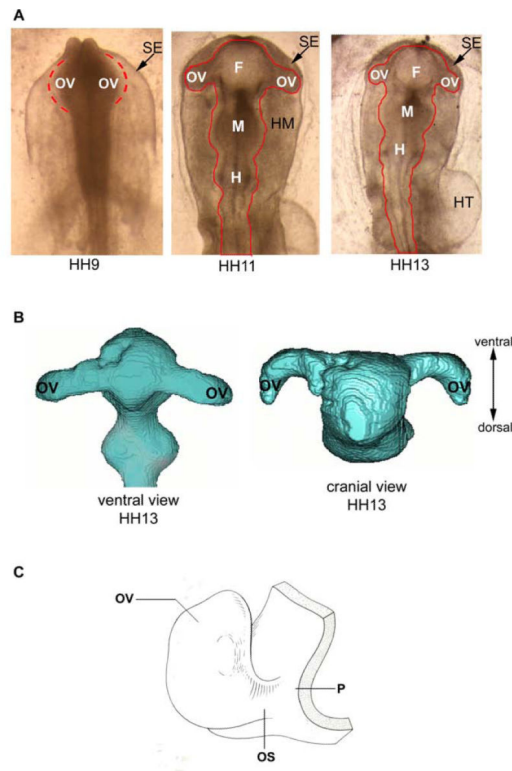 A
SE
OV OV
HH9
SE
OV F OV
M
HM
H
HH11
SE
OV F OV
M
H
HT
HH13
B
OV OV
ventral view
HH13
OV OV
cranial view
HH13
ventral
dorsal
C
OV
P
OS